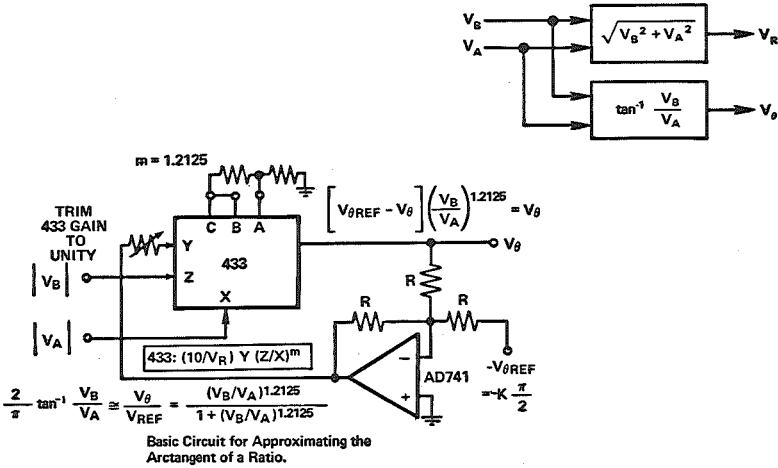 V_B
V_A
√(V_B² + V_A²)
V_R
tan⁻¹ V_B/V_A
V_θ
m = 1.2125
C B A
TRIM
433 GAIN
TO
UNITY
Y
433
Z
X
|V_B|
|V_A|
[V_θREF - V_θ](V_B/V_A)^1.2125 = V_θ
V_θ
R
R
R
433: (10/V_R) Y (Z/X)^m
−
+
AD741
-V_θREF
=-K π/2
2/π tan⁻¹ V_B/V_A ≅ V_θ/V_REF = (V_B/V_A)^1.2125 / 1 + (V_B/V_A)^1.2125
Basic Circuit for Approximating the
Arctangent of a Ratio.